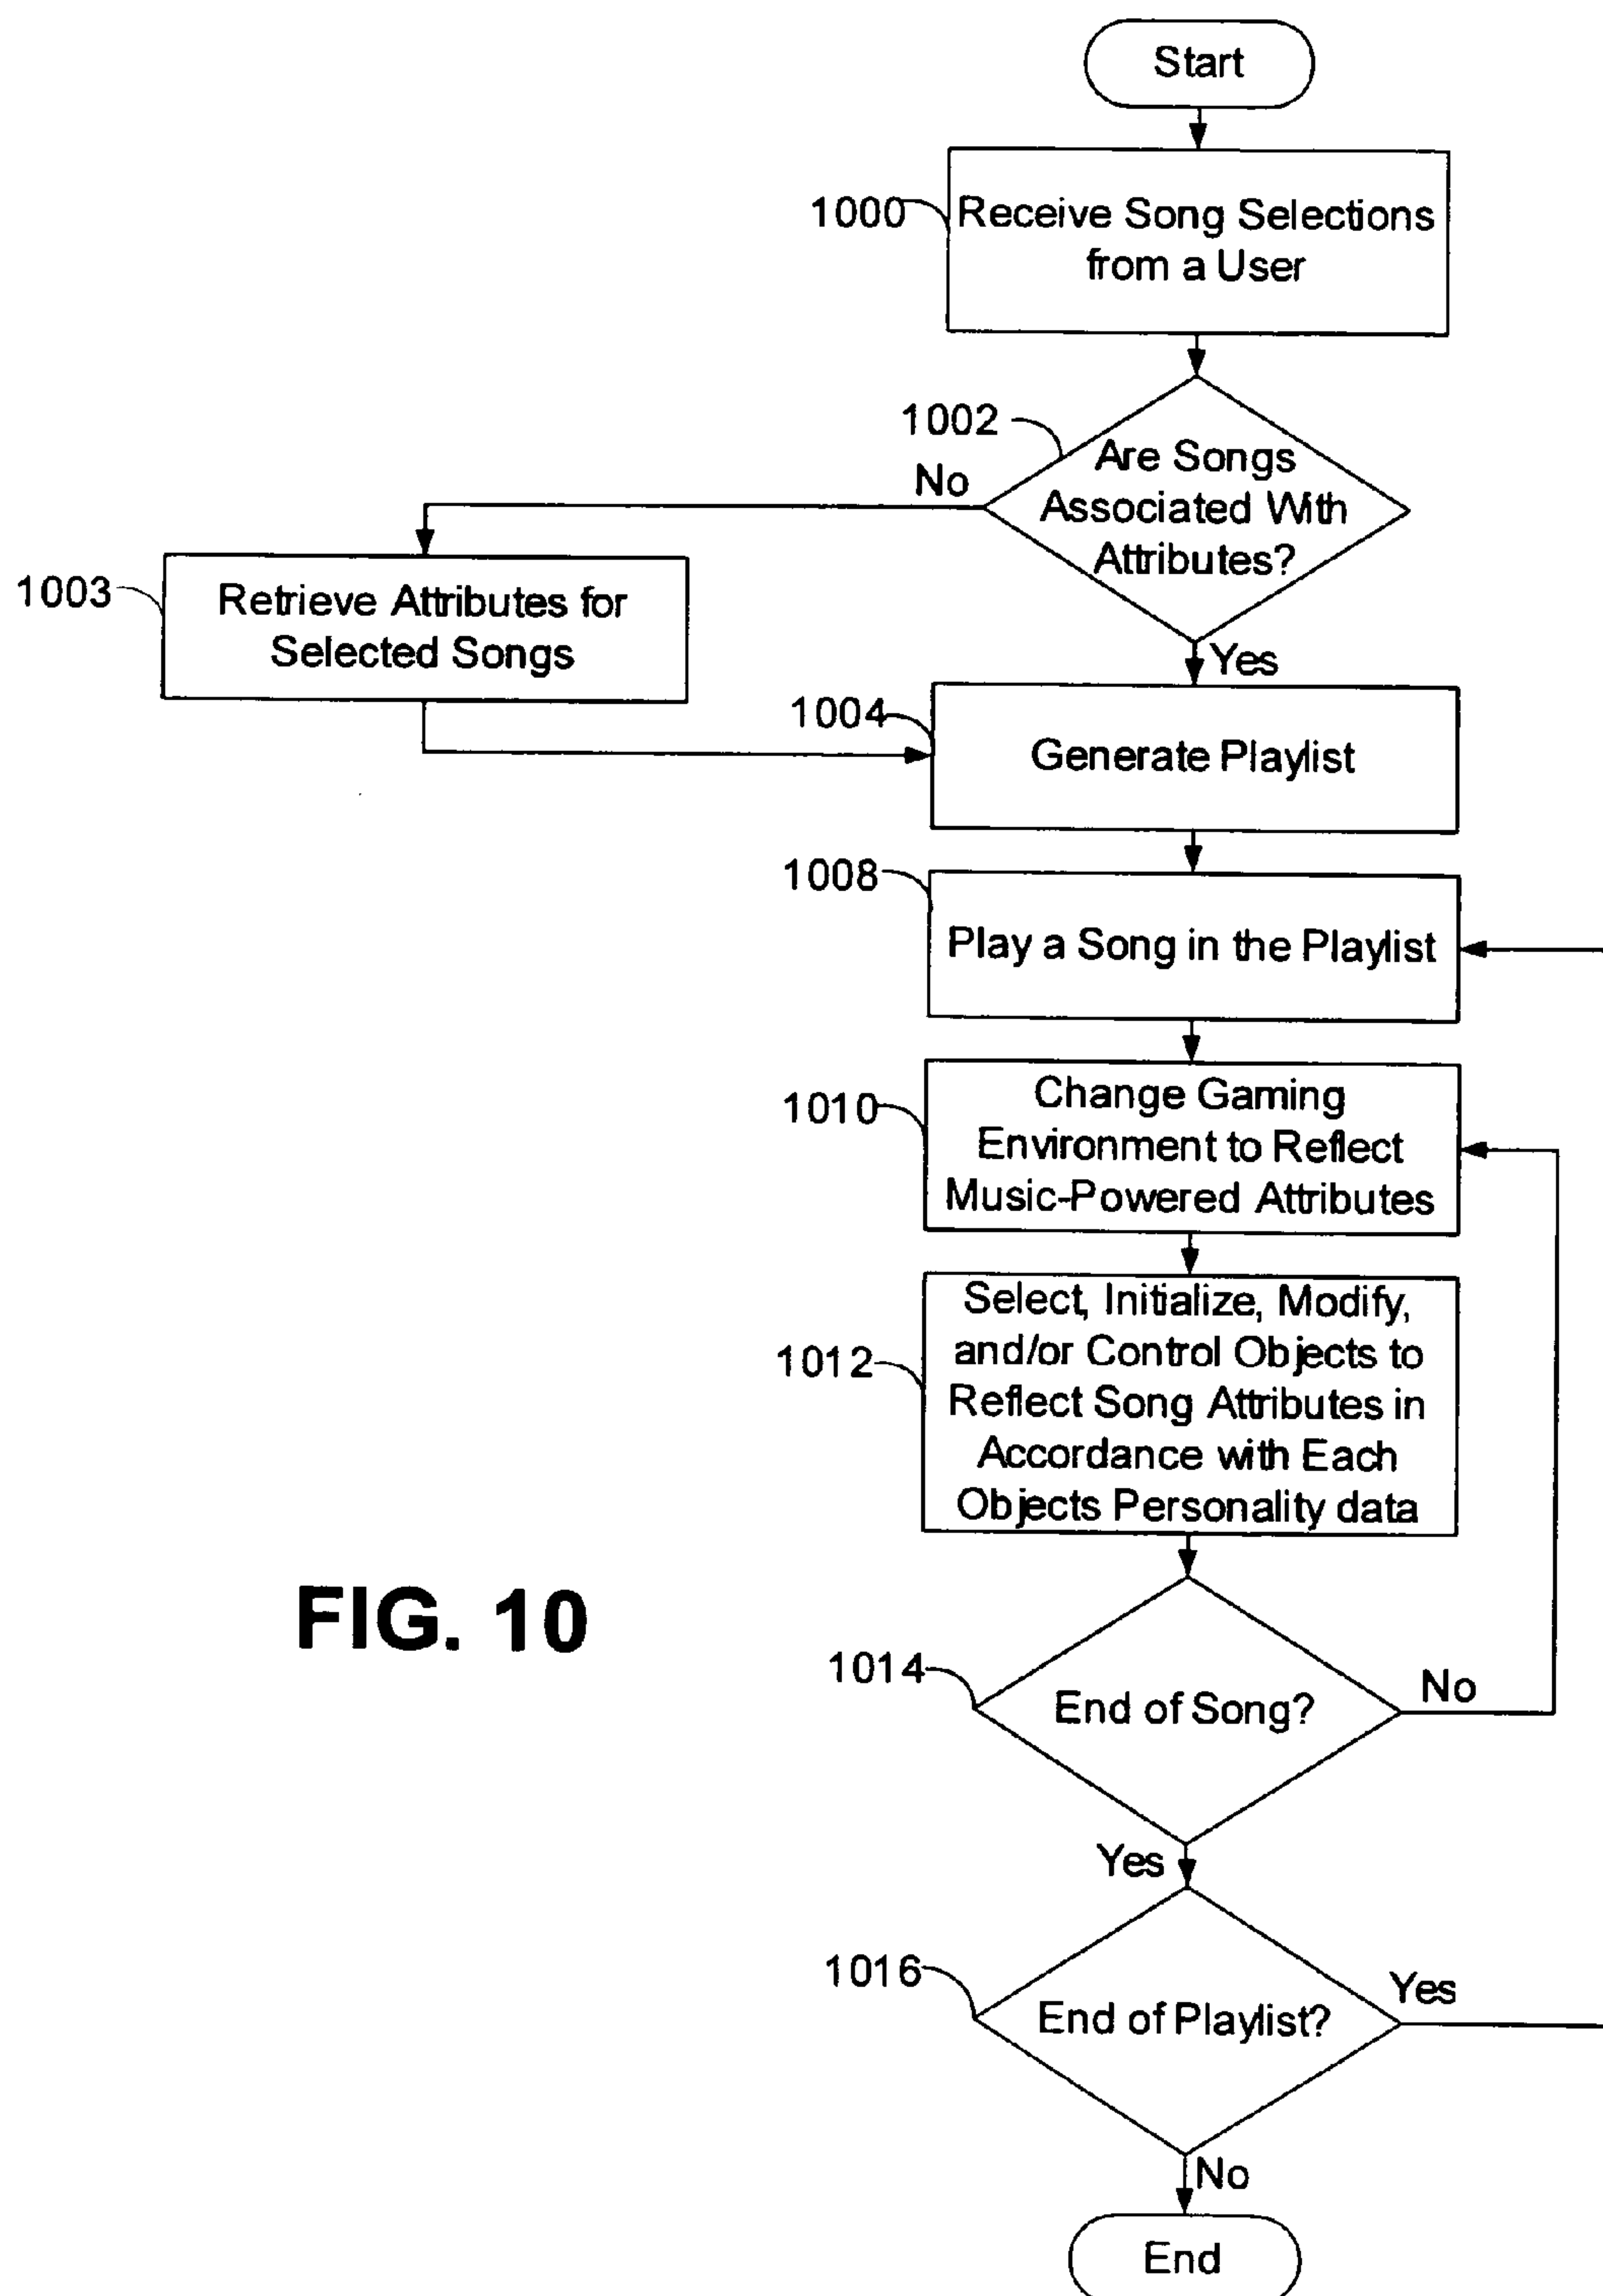 Start
1000
Receive Song Selections
from a User
1002
Are Songs
Associated With
Attributes?
No
Yes
1003
Retrieve Attributes for
Selected Songs
1004
Generate Playlist
1008
Play a Song in the Playlist
1010
Change Gaming
Environment to Reflect
Music-Powered Attributes
1012
Select, Initialize, Modify,
and/or Control Objects to
Reflect Song Attributes in
Accordance with Each
Objects Personality data
FIG. 10
1014
End of Song?
No
Yes
1016
End of Playlist?
Yes
No
End